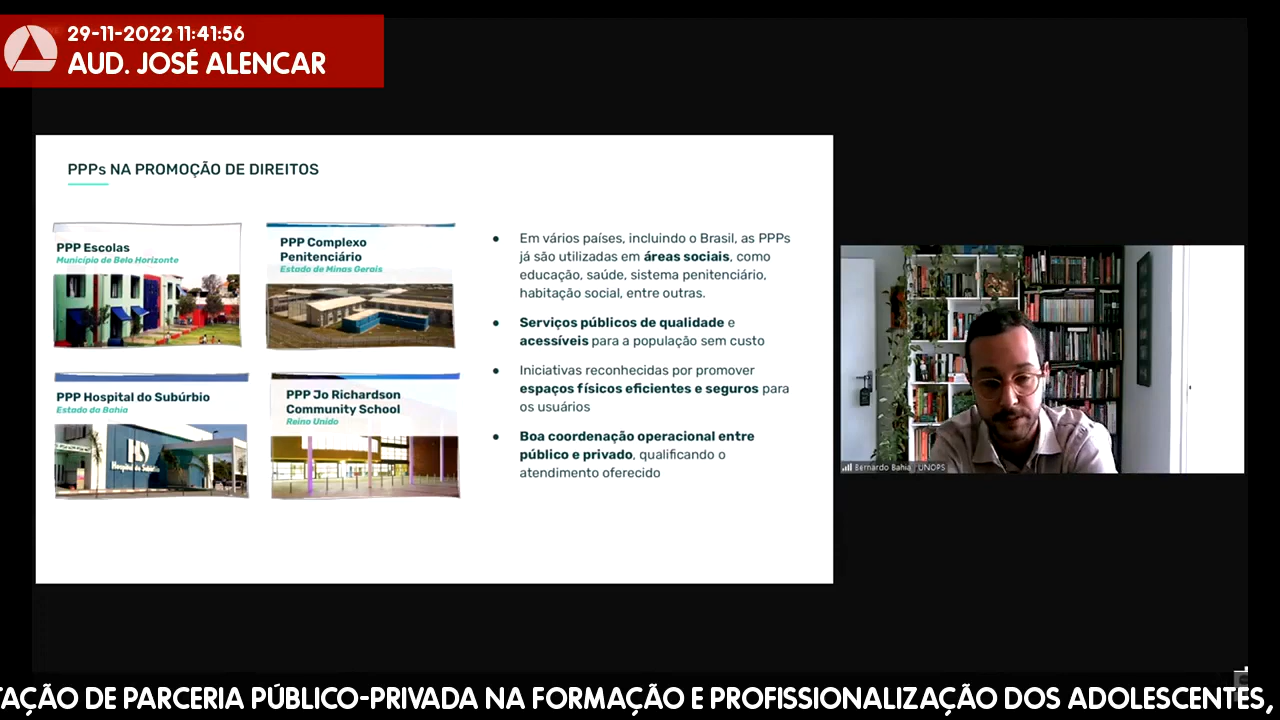 29-11-2022 11:41:56
AUD. JOSÉ ALENCAR
PPPs NA PROMOÇÃO DE DIREITOS
PPP Escolas
Município de Belo Horizonte
PPP Complexo
Penitenciário
Estado de Minas Gerais
PPP Hospital do Subúrbio
Estado da Bahia
HS
Hospital do Subúrbio
PPP Jo Richardson
Community School
Reino Unido
● Em vários países, incluindo o Brasil, as PPPs
já são utilizadas em áreas sociais, como
educação, saúde, sistema penitenciário,
habitação social, entre outras.
● Serviços públicos de qualidade e
acessíveis para a população sem custo
● Iniciativas reconhecidas por promover
espaços físicos eficientes e seguros para
os usuários
● Boa coordenação operacional entre
público e privado, qualificando o
atendimento oferecido
Bernardo Bahia | UNOPS
TAÇÃO DE PARCERIA PÚBLICO-PRIVADA NA FORMAÇÃO E PROFISSIONALIZAÇÃO DOS ADOLESCENTES,